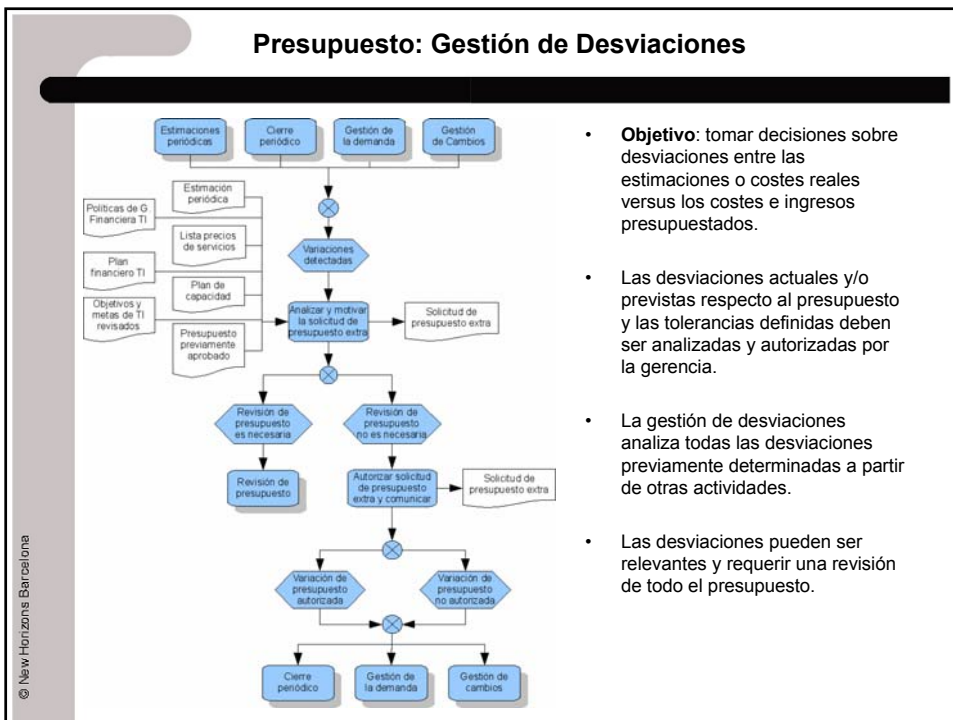 Presupuesto: Gestión de Desviaciones
Estimaciones
periódicas
Cierre
periódico
Gestión de
la demanda
Gestión
de Cambios
Estimación
periódica
Políticas de G
Financiera TI
Lista precios
de servicios
Plan
financiero TI
Plan de
capacidad
Objetivos y
metas de TI
revisados
Presupuesto
previamente
aprobado
Variaciones
detectadas
Analizar y motivar
la solicitud de
presupuesto extra
Solicitud de
presupuesto extra
Revisión de
presupuesto
es necesaria
Revisión de
presupuesto
no es necesaria
Revisión de
presupuesto
Autorizar solicitud
de presupuesto
extra y comunicar
Solicitud de
presupuesto extra
Variación de
presupuesto
autorizada
Variación de
presupuesto
no autorizada
Cierre
periódico
Gestión de
la demanda
Gestión de
cambios
• Objetivo: tomar decisiones sobre
desviaciones entre las
estimaciones o costes reales
versus los costes e ingresos
presupuestados.
• Las desviaciones actuales y/o
previstas respecto al presupuesto
y las tolerancias definidas deben
ser analizadas y autorizadas por
la gerencia.
• La gestión de desviaciones
analiza todas las desviaciones
previamente determinadas a partir
de otras actividades.
• Las desviaciones pueden ser
relevantes y requerir una revisión
de todo el presupuesto.
© New Horizons Barcelona